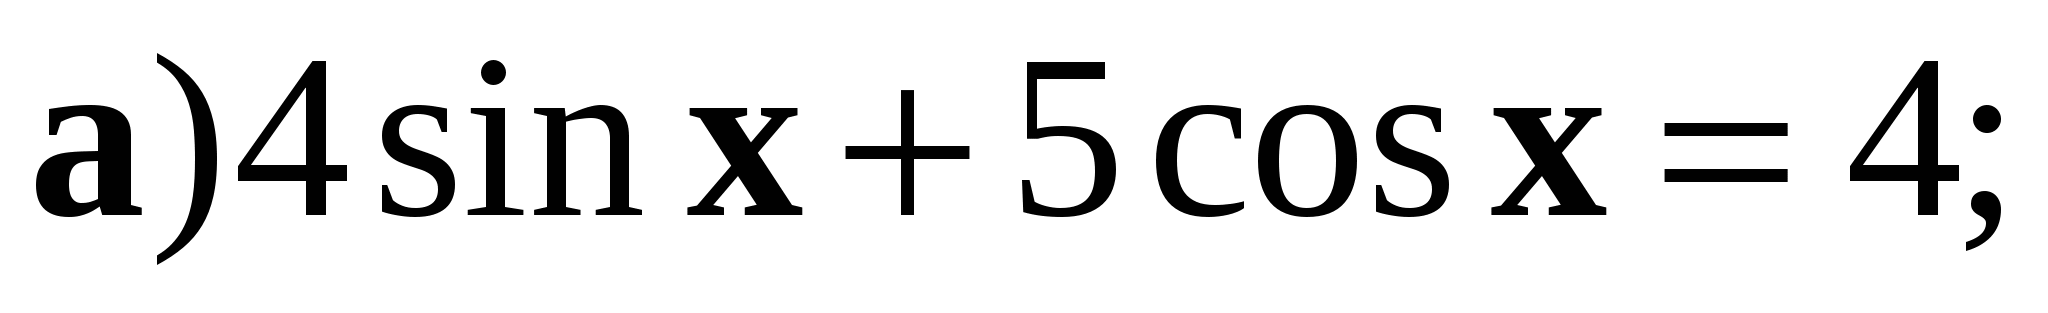 a)4 sin x + 5 cos x = 4;